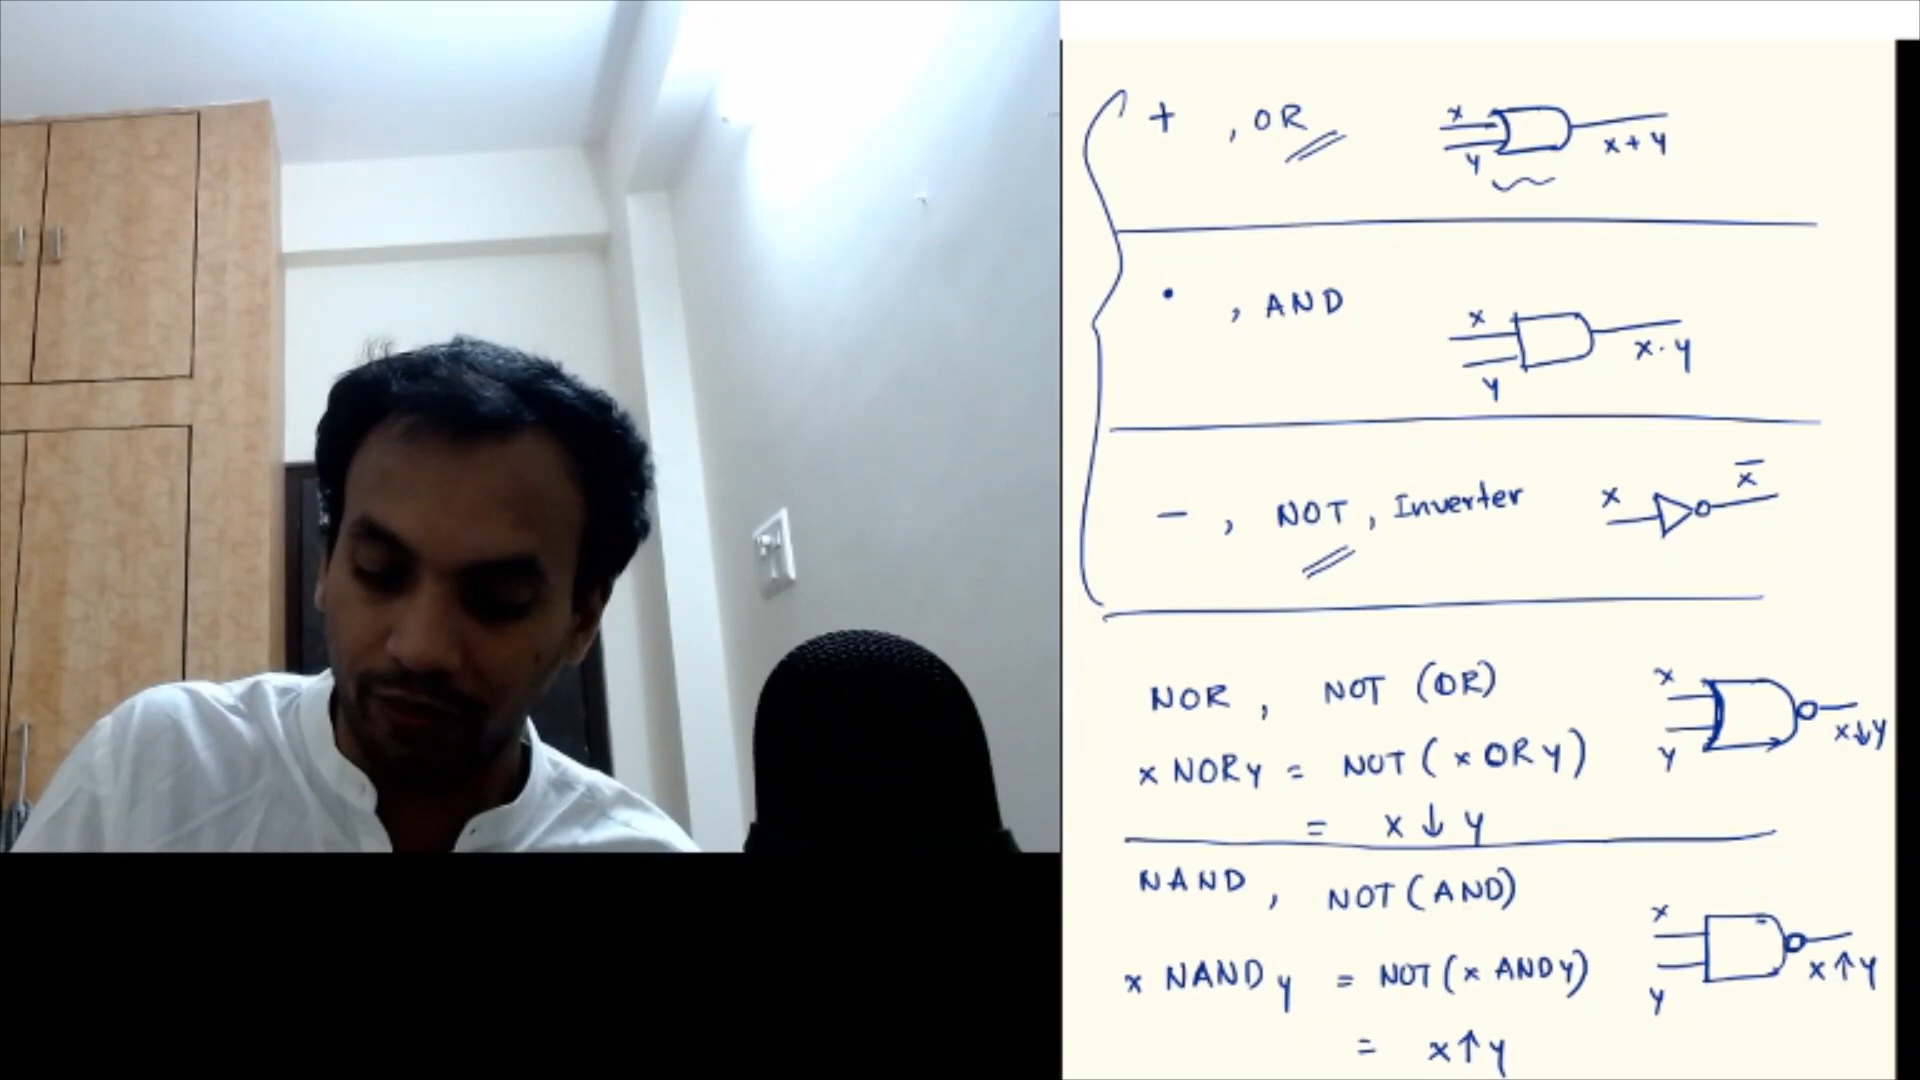 + , OR
x
y
x + y
• , AND
x
y
x . y
− , NOT , Inverter
x
x̅
NOR , NOT (OR)
x NOR y = NOT ( x OR y )
= x ↓ y
x
y
x↓y
NAND , NOT (AND)
x NAND y = NOT ( x AND y )
= x ↑ y
x
y
x↑y